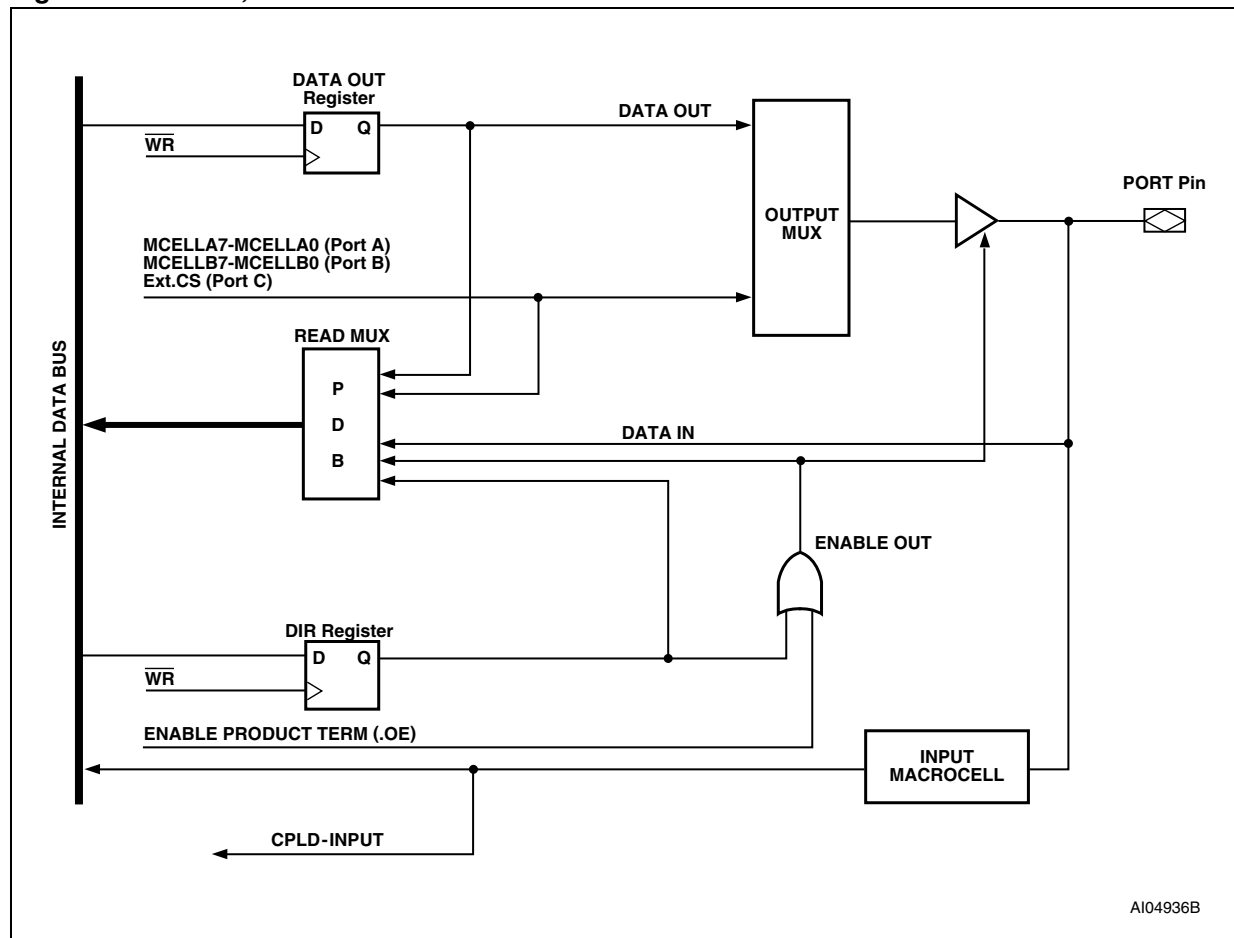 DATA OUT
Register
D Q
WR
DATA OUT
OUTPUT
MUX
PORT Pin
MCELLA7-MCELLA0 (Port A)
MCELLB7-MCELLB0 (Port B)
Ext.CS (Port C)
READ MUX
P
D
B
DATA IN
INTERNAL DATA BUS
ENABLE OUT
DIR Register
D Q
WR
ENABLE PRODUCT TERM (.OE)
INPUT
MACROCELL
CPLD-INPUT
AI04936B